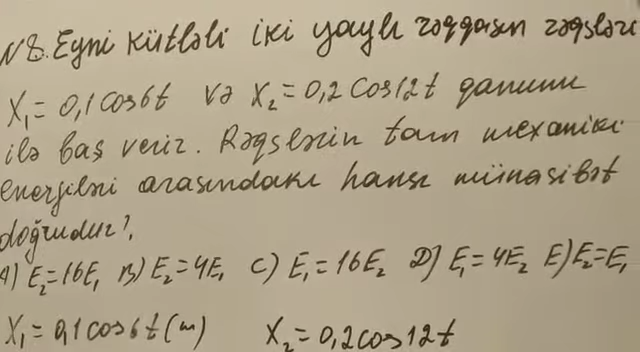 N8. Eyni kütləli iki yaylı rəqqasın rəqsləri
X₁ = 0,1 cos6t və X₂ = 0,2 cos12t qanunu
ilə baş verir. Rəqslərin tam mexaniki
energiləri arasındakı hansı münasibət
doğrudur?
A) E₂=16E₁ B) E₂=4E₁ C) E₁=16E₂ D) E₁=4E₂ E) E₂=E₁
X₁ = 0,1 cos6t (m) X₂ = 0,2 cos12t